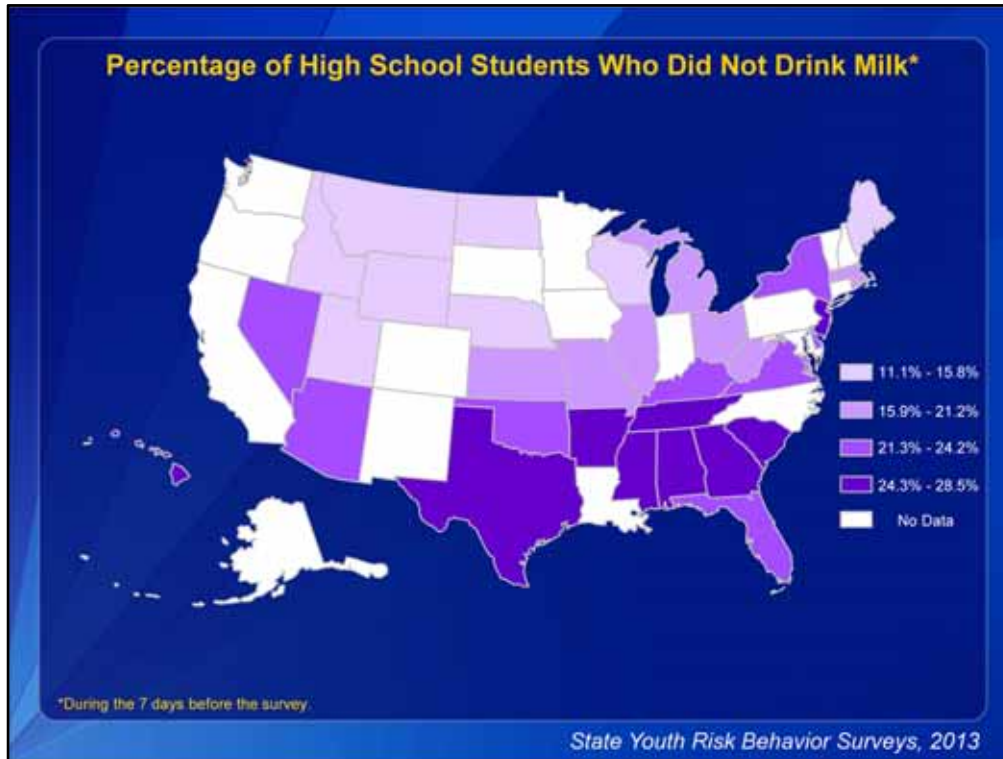 Percentage of High School Students Who Did Not Drink Milk*
11.1% - 15.8%
15.9% - 21.2%
21.3% - 24.2%
24.3% - 28.5%
No Data
*During the 7 days before the survey.
State Youth Risk Behavior Surveys, 2013